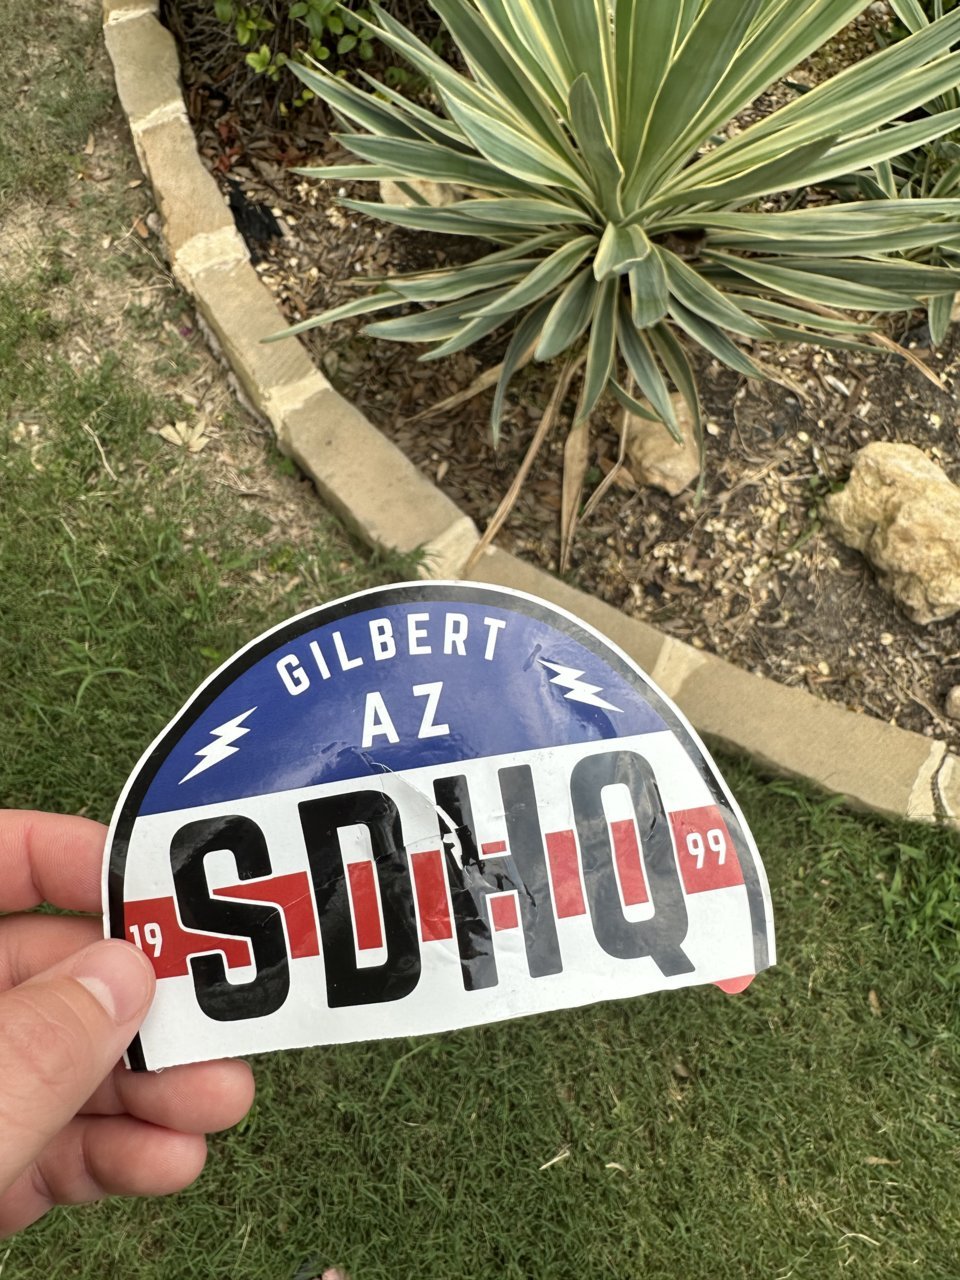 GILBERT
AZ
SDHQ
19 99